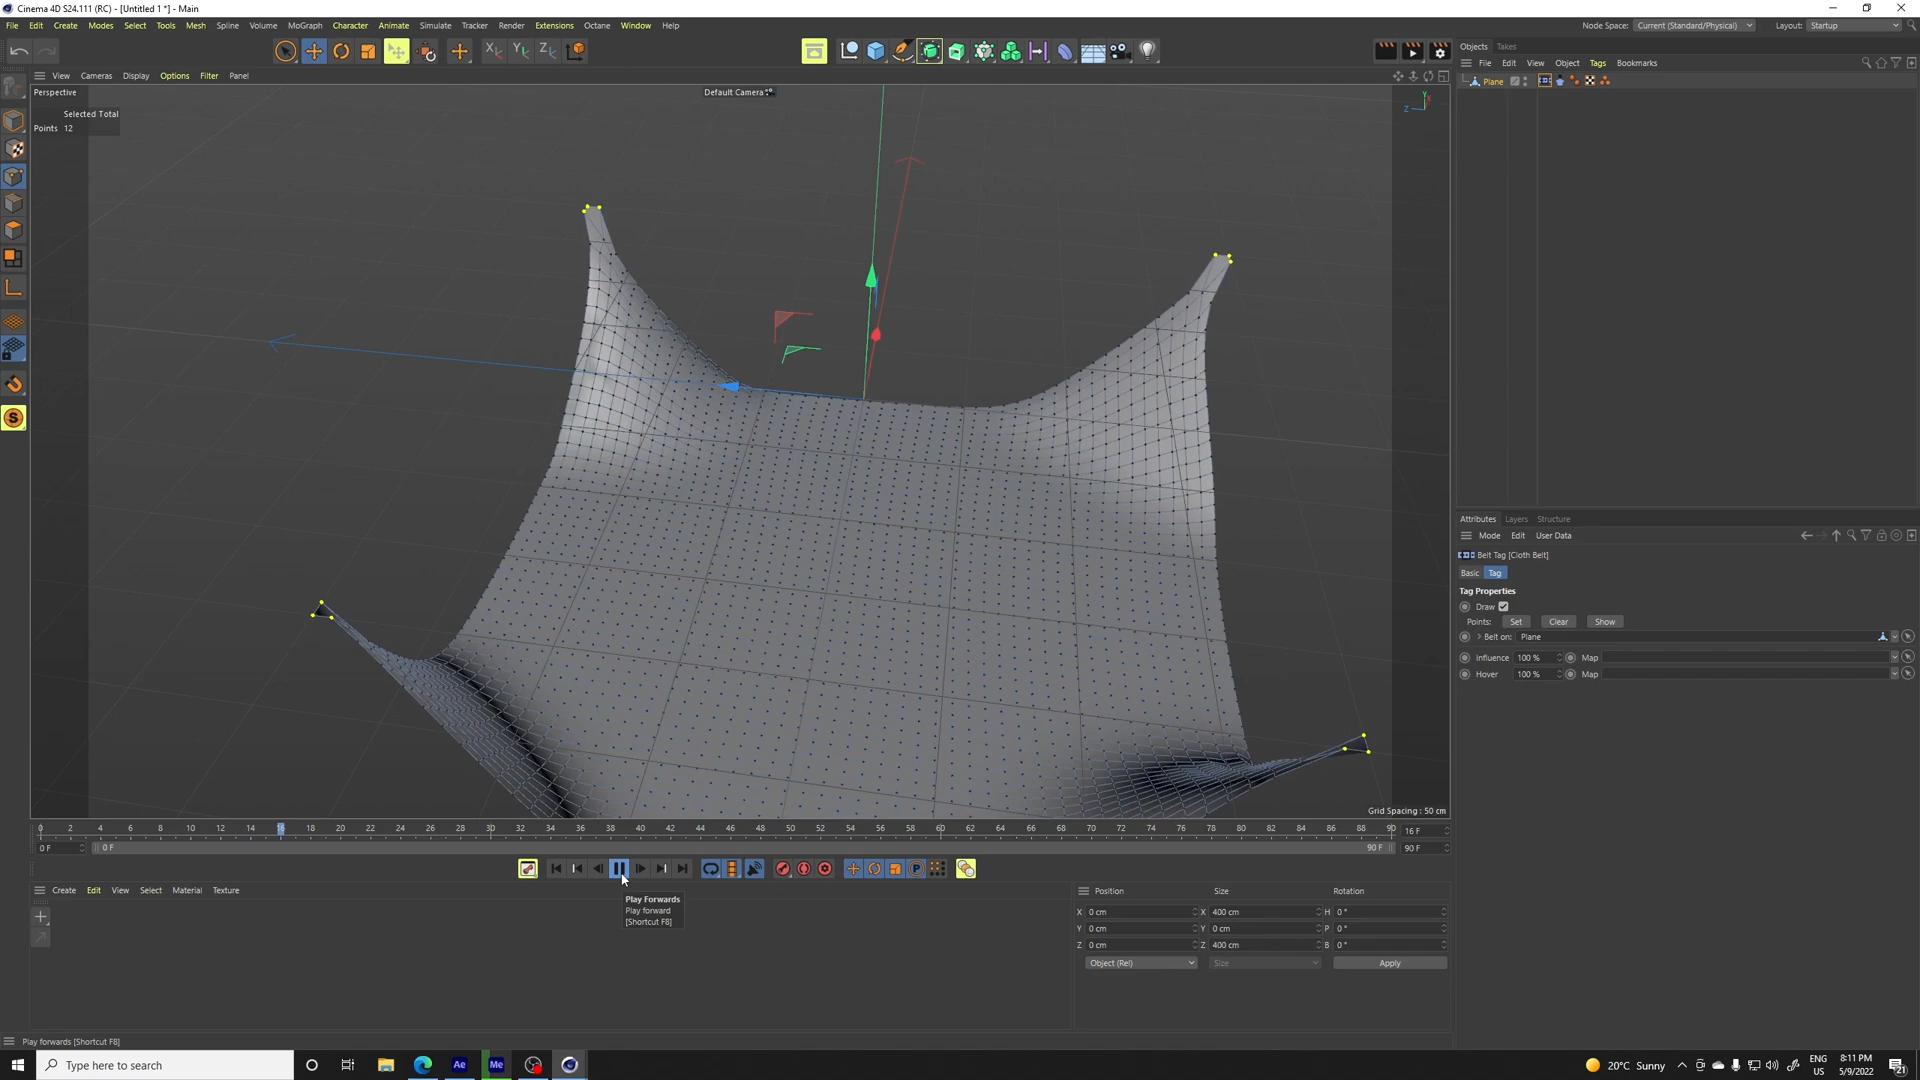 Cinema 4D S24.111 (RC) - [Untitled 1 *] - Main
File Edit Create Modes Select Tools Mesh Spline Volume MoGraph Character Animate Simulate Tracker Render Extensions Octane Window Help
Node Space: Current (Standard/Physical) Layout: Startup
View Cameras Display Options Filter Panel
Perspective
Default Camera
Selected Total
Points 12
Y X Z
Grid Spacing : 50 cm
Objects Takes
File Edit View Object Tags Bookmarks
Plane
Attributes Layers Structure
Mode Edit User Data
Belt Tag [Cloth Belt]
Basic Tag
Tag Properties
Draw
Points: Set Clear Show
Belt on: Plane
Influence 100 % Map
Hover 100 % Map
0 2 4 6 8 10 12 14 16 18 20 22 24 26 28 30 32 34 36 38 40 42 44 46 48 50 52 54 56 58 60 62 64 66 68 70 72 74 76 78 80 82 84 86 88 90 16 F
0 F 0 F 90 F 90 F
Play Forwards
Play forward
[Shortcut F8]
Create Edit View Select Material Texture
Position Size Rotation
X 0 cm X 400 cm H 0 °
Y 0 cm Y 0 cm P 0 °
Z 0 cm Z 400 cm B 0 °
Object (Rel) Size Apply
Play forwards [Shortcut F8]
Type here to search
Ae Me
20°C Sunny
ENG
US
8:11 PM
5/9/2022
21